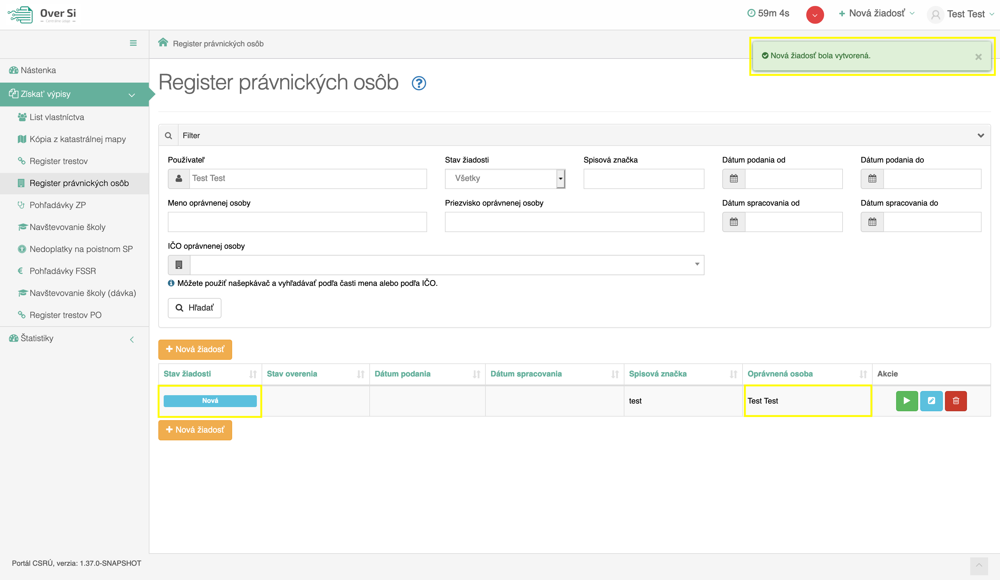 Over Si
Centrálne údaje
59m 4s
Nová žiadosť
Test Test
Register právnických osôb
Nová žiadosť bola vytvorená.
Nástenka
Získať výpisy
List vlastníctva
Kópia z katastrálnej mapy
Register trestov
Register právnických osôb
Pohľadávky ZP
Navštevovanie školy
Nedoplatky na poistnom SP
Pohľadávky FSSR
Navštevovanie školy (dávka)
Register trestov PO
Štatistiky
Register právnických osôb
Filter
Používateľ
Stav žiadosti
Spisová značka
Dátum podania od
Dátum podania do
Test Test
Všetky
Meno oprávnenej osoby
Priezvisko oprávnenej osoby
Dátum spracovania od
Dátum spracovania do
IČO oprávnenej osoby
Môžete použiť našepkávač a vyhľadávať podľa časti mena alebo podľa IČO.
Hľadať
Nová žiadosť
Stav žiadosti
Stav overenia
Dátum podania
Dátum spracovania
Spisová značka
Oprávnená osoba
Akcie
Nová
test
Test Test
Nová žiadosť
Portál CSRÚ, verzia: 1.37.0-SNAPSHOT